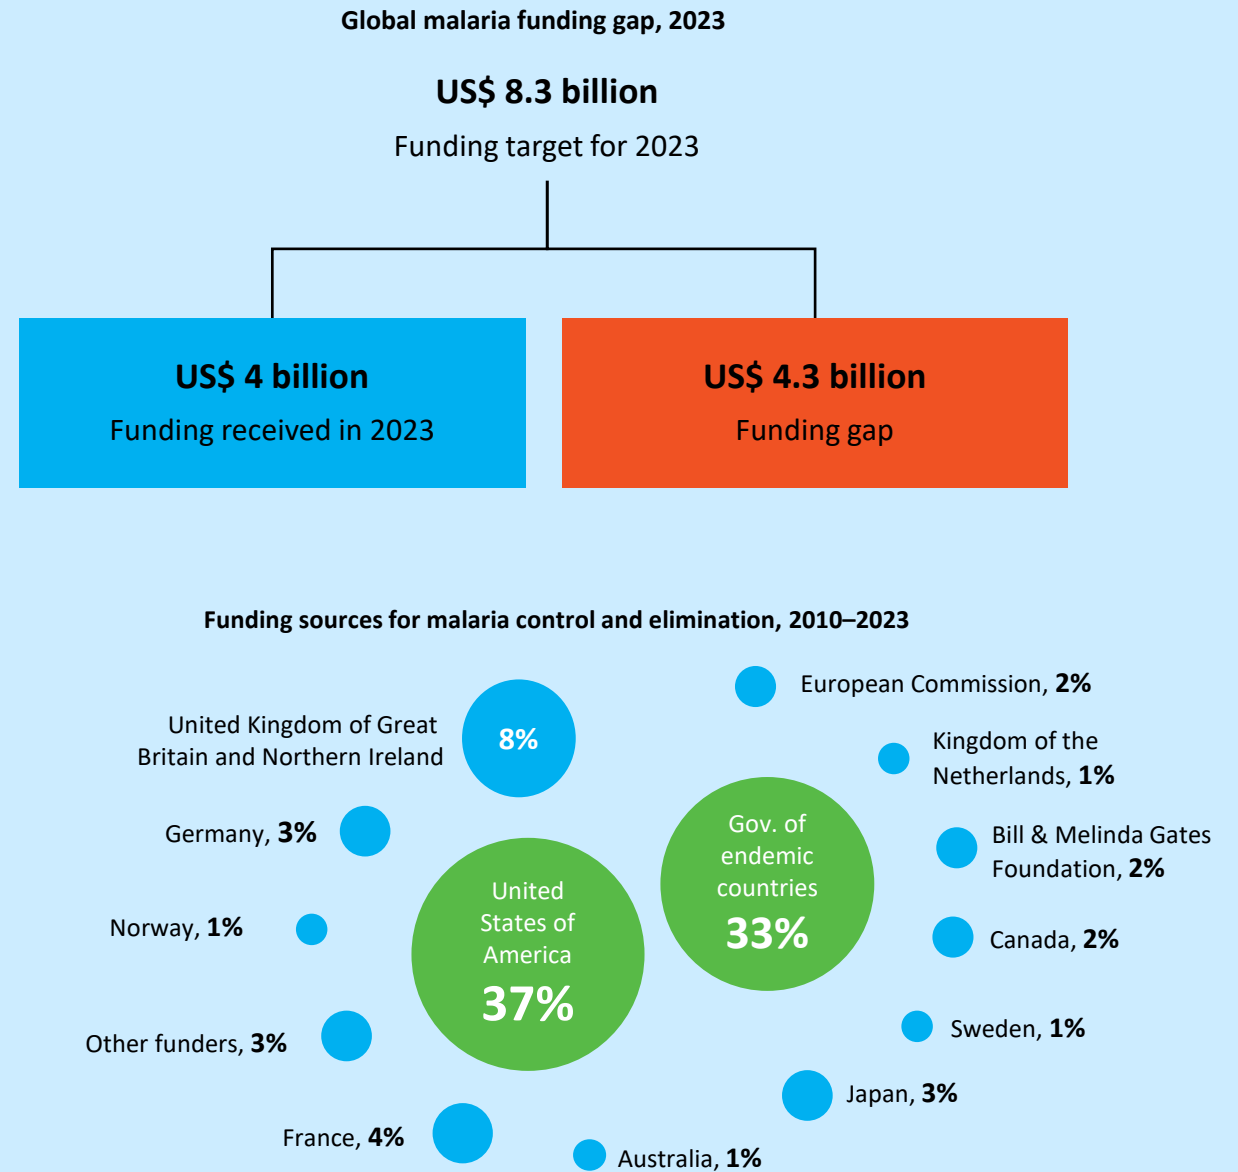 Global malaria funding gap, 2023
US$ 8.3 billion
Funding target for 2023
US$ 4 billion
Funding received in 2023
US$ 4.3 billion
Funding gap
Funding sources for malaria control and elimination, 2010–2023
United Kingdom of Great
Britain and Northern Ireland
8%
European Commission, 2%
Kingdom of the
Netherlands, 1%
Germany, 3%
Gov. of
endemic
countries
33%
Bill & Melinda Gates
Foundation, 2%
United
States of
America
37%
Norway, 1%
Canada, 2%
Other funders, 3%
Sweden, 1%
Japan, 3%
France, 4%
Australia, 1%